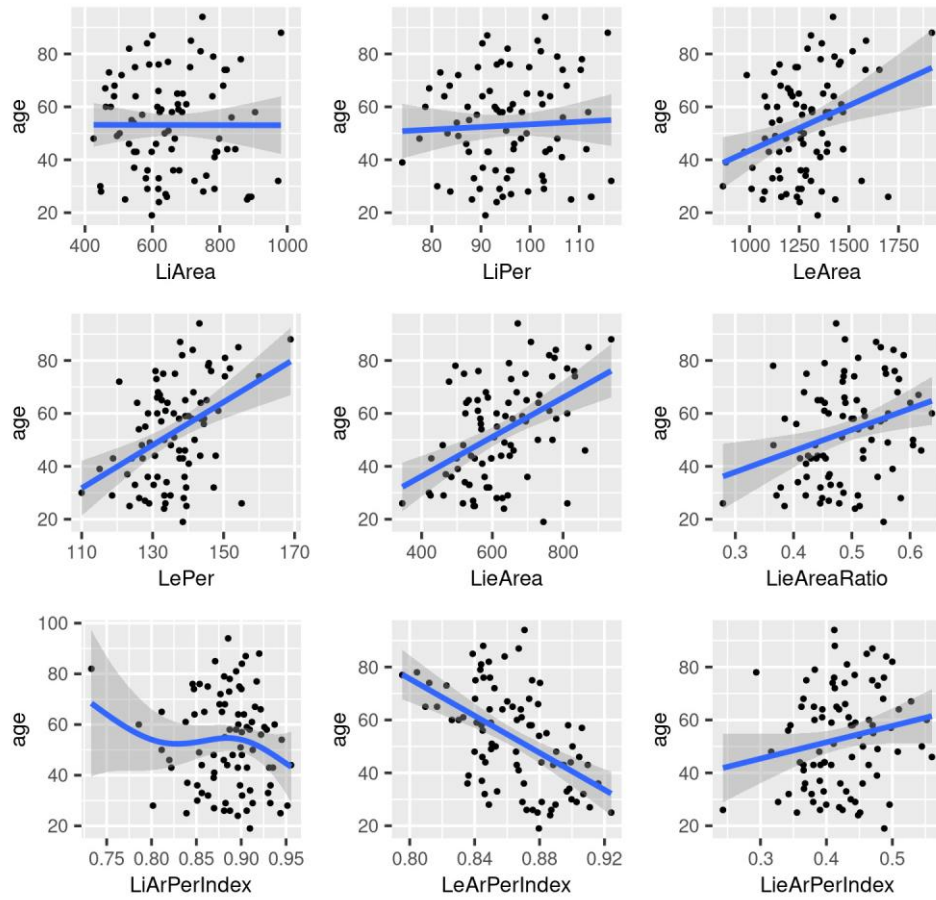 age
80
60
40
20
400 600 800 1000
LiArea
age
80
60
40
20
80 90 100 110
LiPer
age
80
60
40
20
1000 1250 1500 1750
LeArea
age
80
60
40
20
110 130 150 170
LePer
age
80
60
40
20
400 600 800
LieArea
age
80
60
40
20
0.3 0.4 0.5 0.6
LieAreaRatio
age
100
80
60
40
20
0.75 0.80 0.85 0.90 0.95
LiArPerIndex
age
80
60
40
20
0.80 0.84 0.88 0.92
LeArPerIndex
age
80
60
40
20
0.3 0.4 0.5
LieArPerIndex